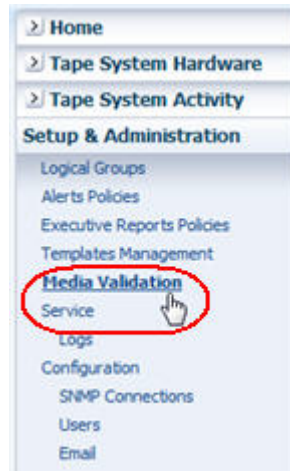 Home
Tape System Hardware
Tape System Activity
Setup & Administration
Logical Groups
Alerts Policies
Executive Reports Policies
Templates Management
Media Validation
Service
Logs
Configuration
SNMP Connections
Users
Email